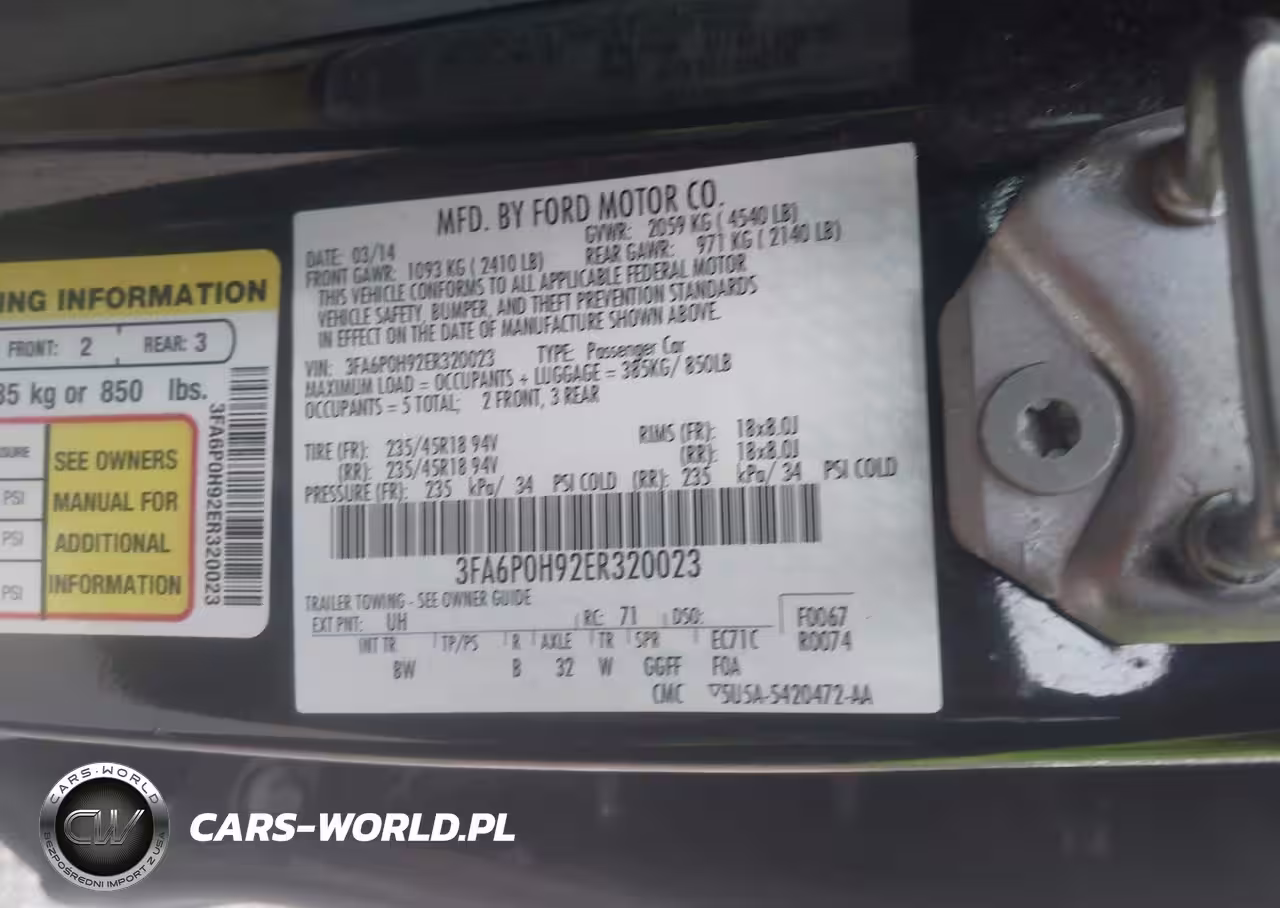 NG INFORMATION
FRONT: 2 REAR: 3
85 kg or 850 lbs.
SURE
PSI
PSI
PSI
SEE OWNERS
MANUAL FOR
ADDITIONAL
INFORMATION
3FA6P0H92ER320023
MFD. BY FORD MOTOR CO.
DATE: 03/14 GVWR: 2059 KG ( 4540 LB)
FRONT GAWR: 1093 KG ( 2410 LB) REAR GAWR: 971 KG ( 2140 LB)
THIS VEHICLE CONFORMS TO ALL APPLICABLE FEDERAL MOTOR
VEHICLE SAFETY, BUMPER, AND THEFT PREVENTION STANDARDS
IN EFFECT ON THE DATE OF MANUFACTURE SHOWN ABOVE.
VIN: 3FA6P0H92ER320023 TYPE: Passenger Car
MAXIMUM LOAD = OCCUPANTS + LUGGAGE = 385KG/ 850LB
OCCUPANTS = 5 TOTAL; 2 FRONT, 3 REAR
TIRE (FR): 235/45R18 94V RIMS (FR): 18x8.0J
(RR): 235/45R18 94V (RR): 18x8.0J
PRESSURE (FR): 235 kPa/ 34 PSI COLD (RR): 235 kPa/ 34 PSI COLD
3FA6P0H92ER320023
TRAILER TOWING - SEE OWNER GUIDE
EXT PNT: UH RC: 71 DSO: F0067
INT TR TP/PS R AXLE TR SPR EC71C R0074
BW B 32 W GGFF FOA
CMC ▽5U5A-5420472-AA
CARS-WORLD
CW
BEZPOŚREDNI IMPORT Z USA
CARS-WORLD.PL